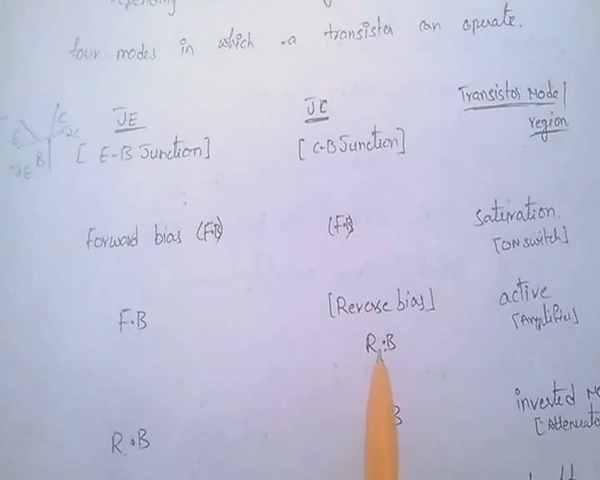 four modes in which a transistor can operate.
JE JC Transistor Mode/
region
[ E-B Junction] [ C-B Junction]
C
E JC
B
JE
Forward bias (F.B) (F.B) Saturation.
[ON switch]
F.B [Reverse bias] active
[Amplifier]
R.B
R.B B inverted
[Attenuato